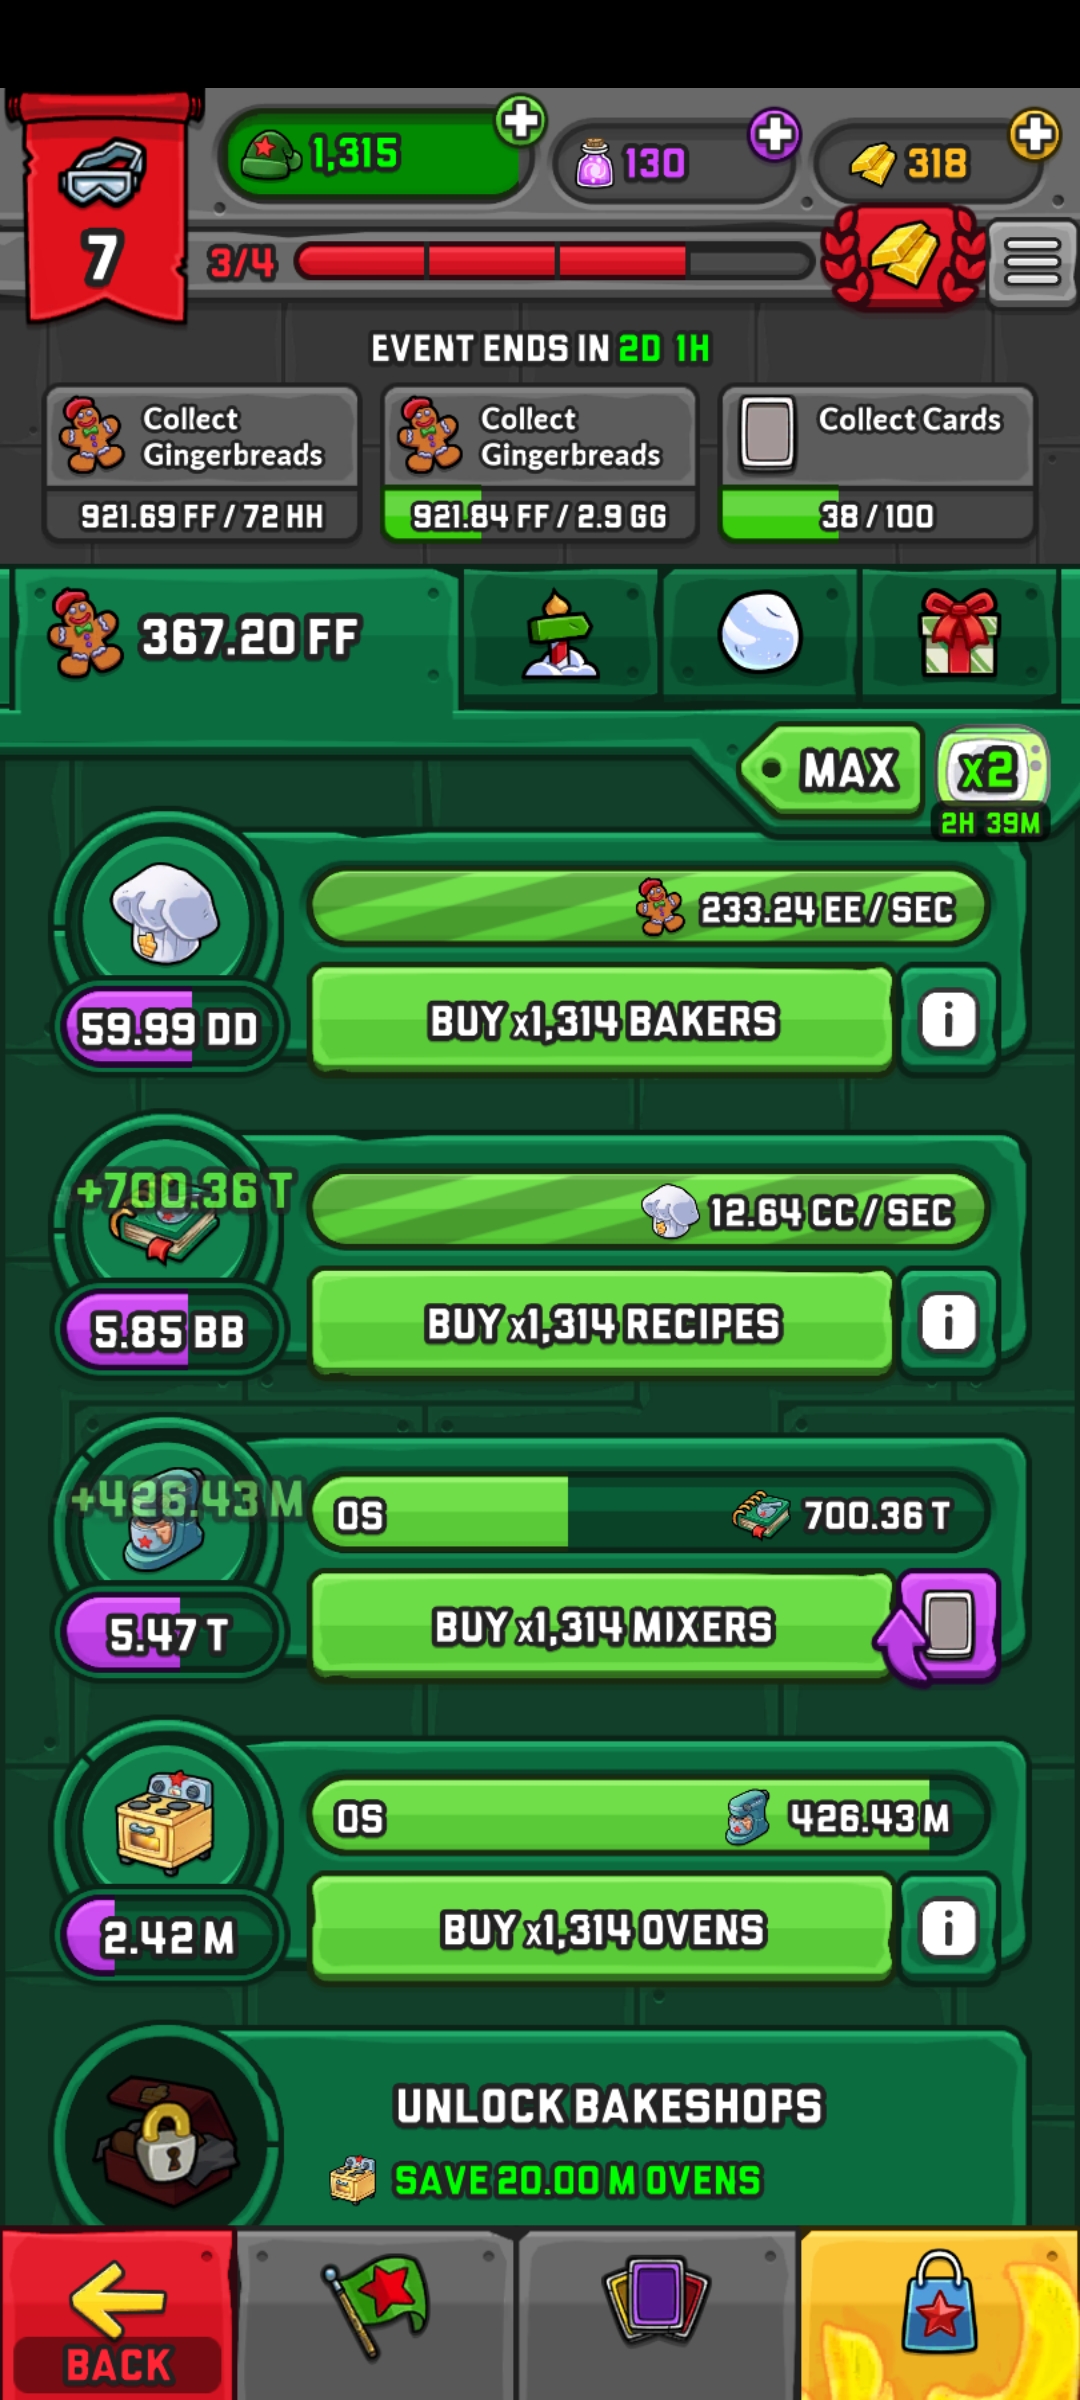 1,315
130
318
7
3/4
EVENT ENDS IN 2D 1H
Collect
Gingerbreads
921.69 FF / 72 HH
Collect
Gingerbreads
921.84 FF / 2.9 GG
Collect Cards
38 / 100
367.20 FF
MAX
x2
2H 39M
233.24 EE / SEC
59.99 DD
BUY x1,314 BAKERS
i
+700.36 T
12.64 CC / SEC
5.85 BB
BUY x1,314 RECIPES
i
+426.43 M
0S
700.36 T
5.47 T
BUY x1,314 MIXERS
0S
426.43 M
2.42 M
BUY x1,314 OVENS
i
UNLOCK BAKESHOPS
SAVE 20.00 M OVENS
BACK